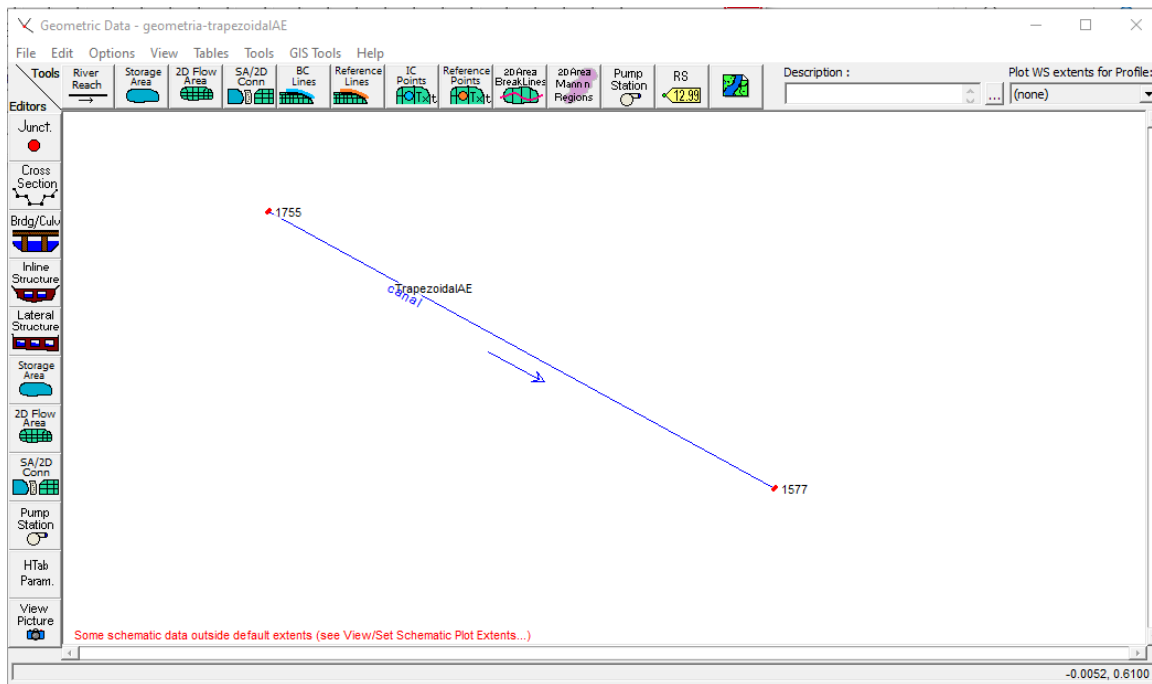 Geometric Data - geometria-trapezoidalAE
File Edit Options View Tables Tools GIS Tools Help
Tools
Editors
River
Reach
Storage
Area
2D Flow
Area
SA/2D
Conn
BC
Lines
Reference
Lines
IC
Points
Reference
Points
2D Area
BreakLines
2D Area
Mann n
Regions
Pump
Station
RS
12.99
Description :
...
Plot WS extents for Profile:
(none)
Junct.
Cross
Section
Brdg/Culv
Inline
Structure
Lateral
Structure
Storage
Area
2D Flow
Area
SA/2D
Conn
Pump
Station
HTab
Param.
View
Picture
1755
TrapezoidalAE
canal
1577
Some schematic data outside default extents (see View/Set Schematic Plot Extents...)
-0.0052, 0.6100